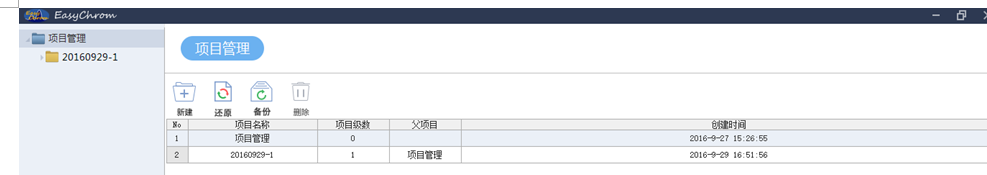 EasyChrom
项目管理
20160929-1
项目管理
新建 还原 备份 删除
No 项目名称 项目级数 父项目 创建时间
1 项目管理 0 2016-9-27 15:26:55
2 20160929-1 1 项目管理 2016-9-29 16:51:56